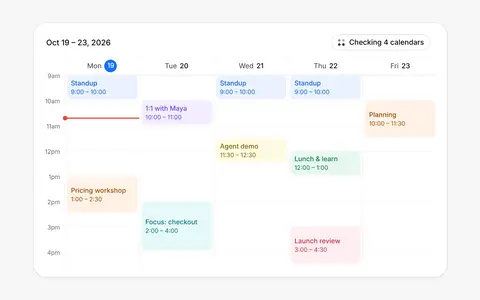 Oct 19 – 23, 2026
Checking 4 calendars
Mon 19
Tue 20
Wed 21
Thu 22
Fri 23
9am
10am
11am
12pm
1pm
2pm
3pm
4pm
Standup
9:00 – 10:00
Pricing workshop
1:00 – 2:30
1:1 with Maya
10:00 – 11:00
Focus: checkout
2:00 – 4:00
Standup
9:00 – 10:00
Agent demo
11:30 – 12:30
Standup
9:00 – 10:00
Lunch & learn
12:00 – 1:00
Launch review
3:00 – 4:30
Planning
10:00 – 11:30